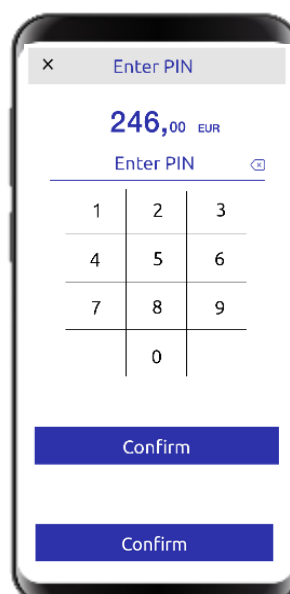 × Enter PIN
246,00 EUR
Enter PIN
1 2 3
4 5 6
7 8 9
0
Confirm
Confirm